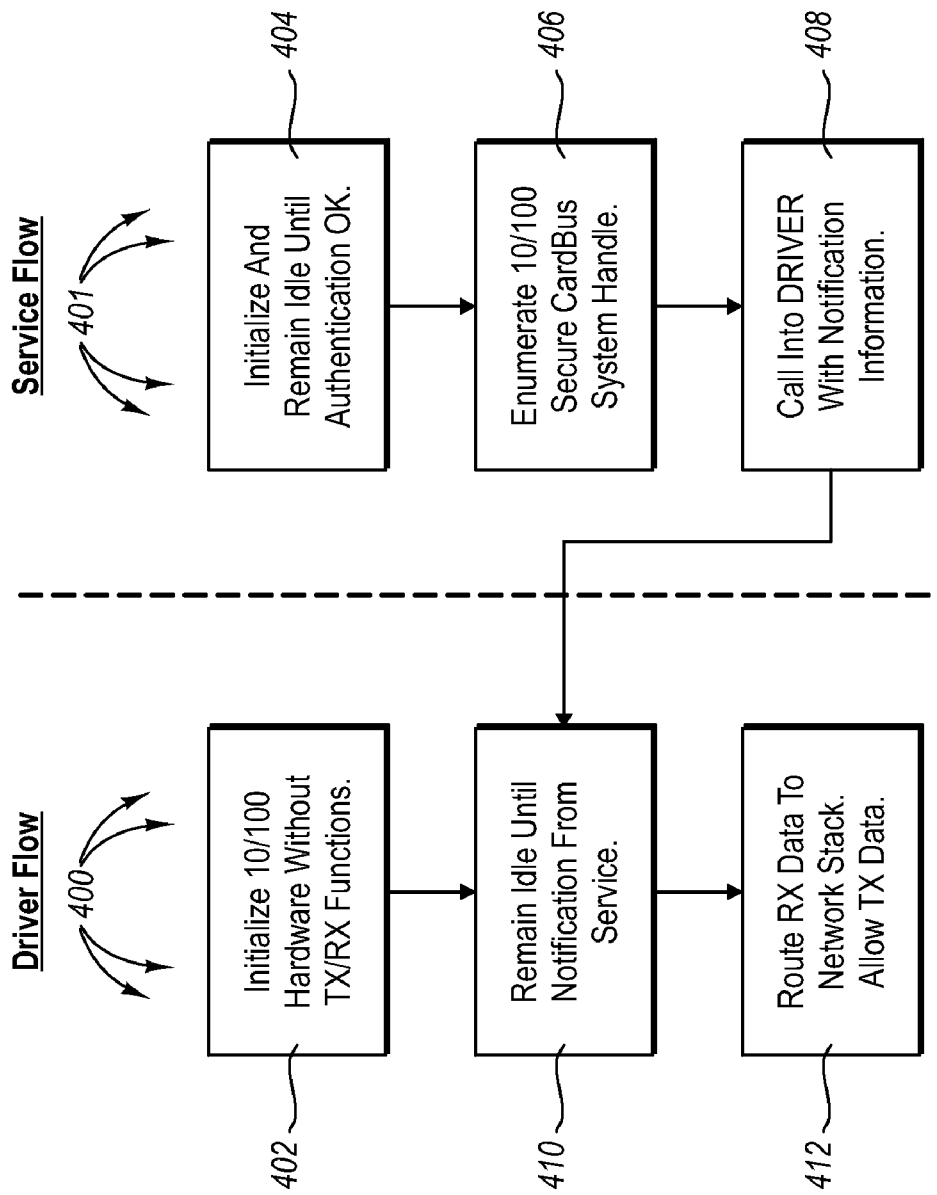 Driver Flow
400
Initialize 10/100
Hardware Without
TX/RX Functions.
402
Remain Idle Until
Notification From
Service.
410
Route RX Data To
Network Stack.
Allow TX Data.
412
Service Flow
401
Initialize And
Remain Idle Until
Authentication OK.
404
Enumerate 10/100
Secure CardBus
System Handle.
406
Call Into DRIVER
With Notification
Information.
408